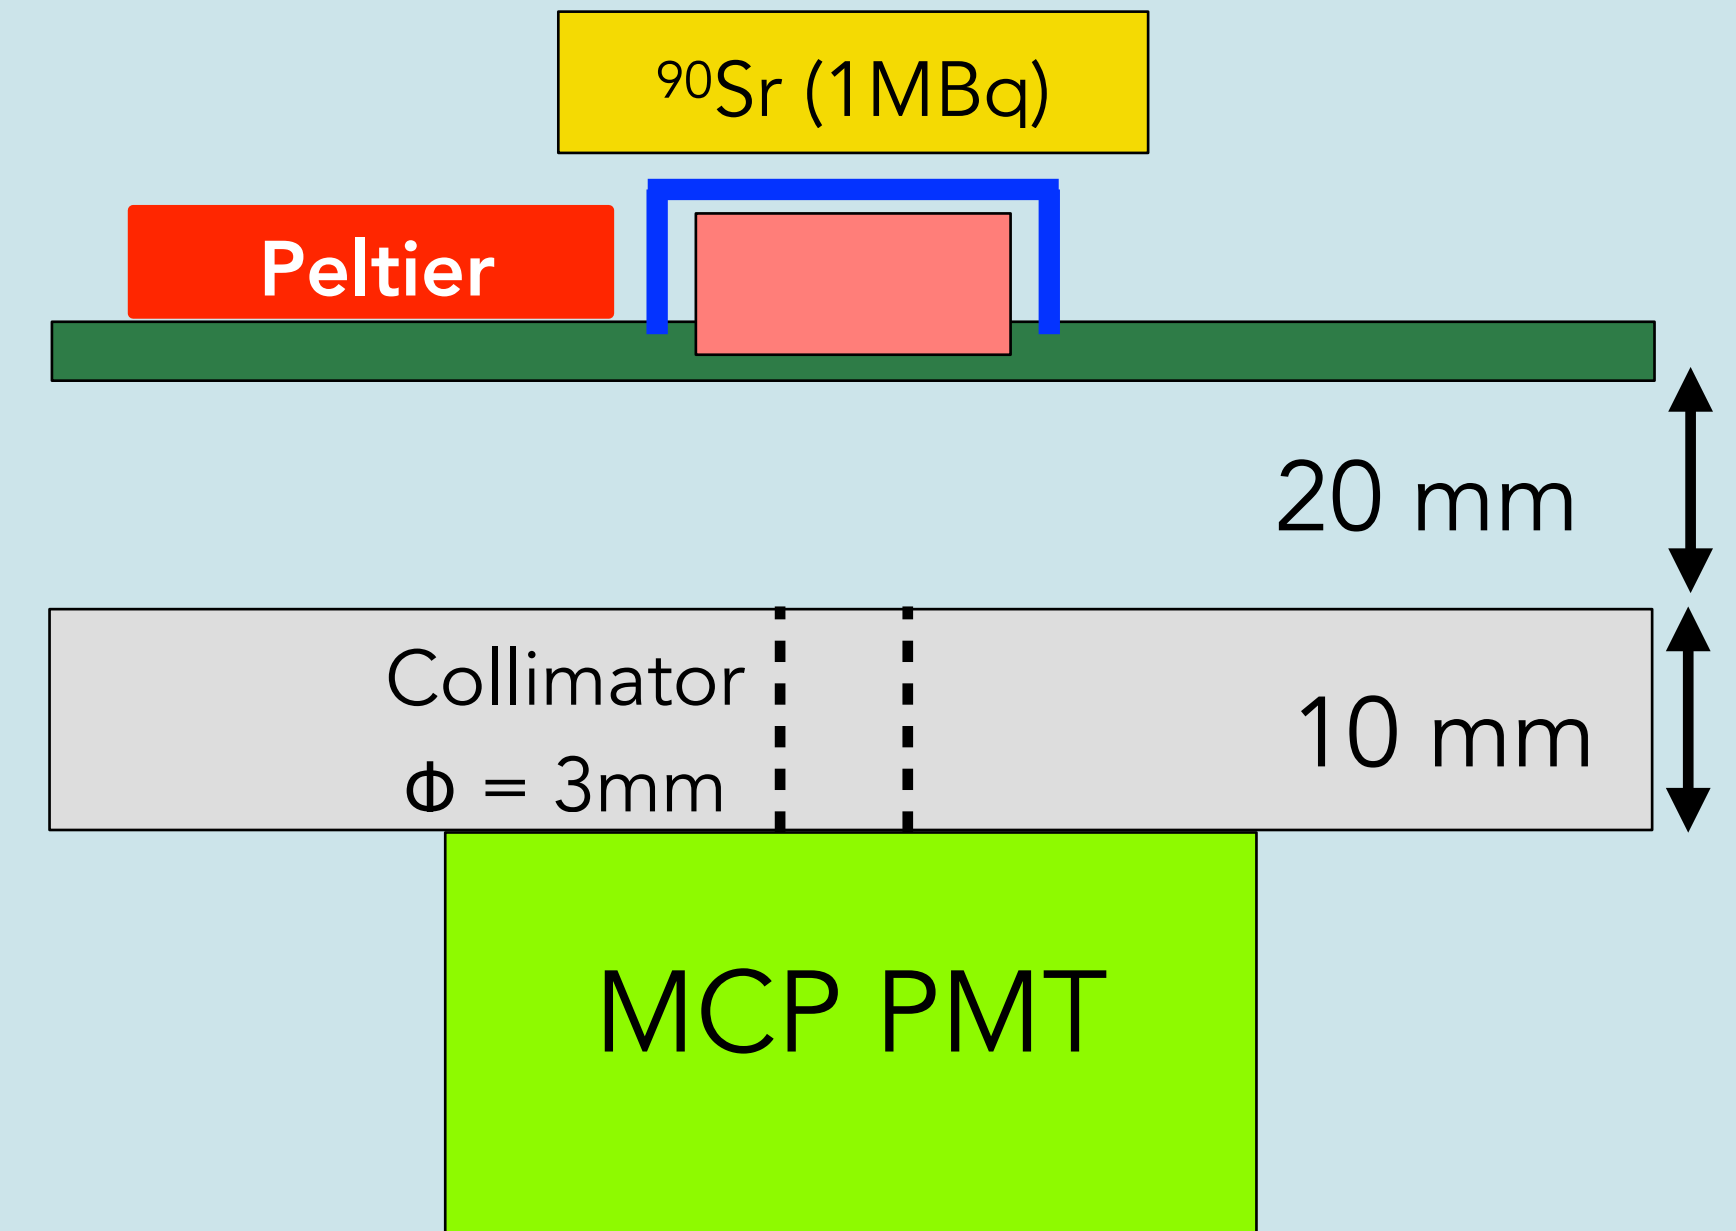 ⁹⁰Sr (1MBq)
Peltier
20 mm
Collimator
Φ = 3mm
10 mm
MCP PMT